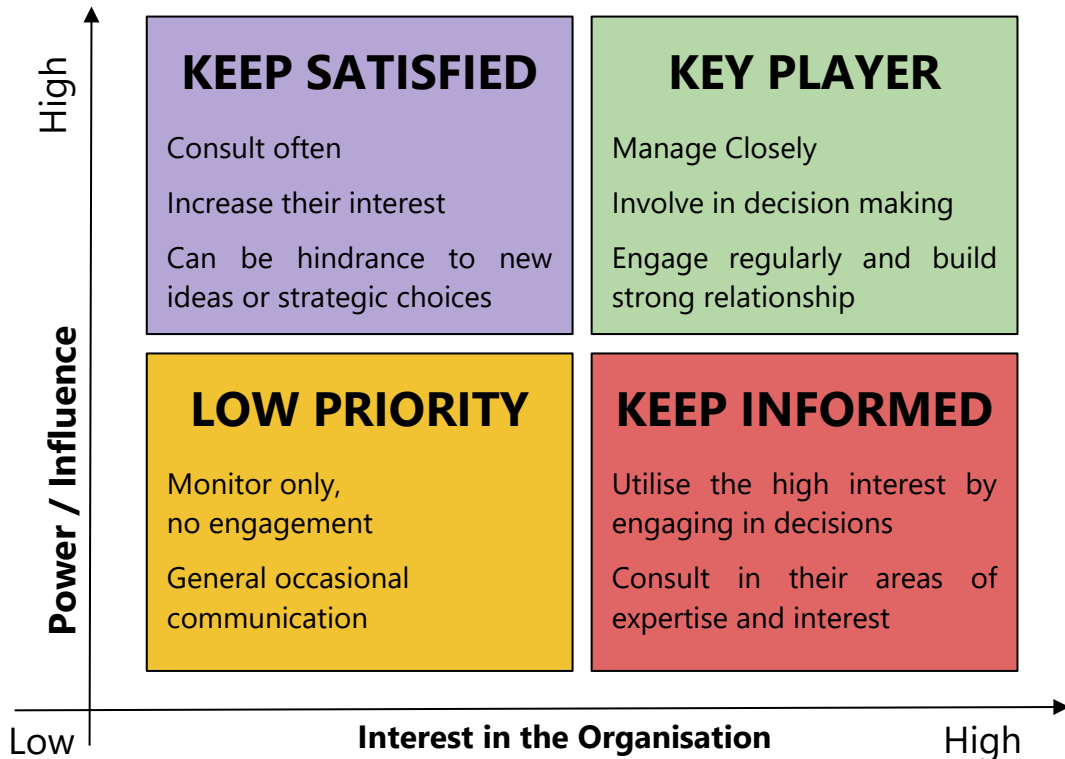 High
KEEP SATISFIED
Consult often
Increase their interest
Can be hindrance to new
ideas or strategic choices
KEY PLAYER
Manage Closely
Involve in decision making
Engage regularly and build
strong relationship
Power / Influence
LOW PRIORITY
Monitor only,
no engagement
General occasional
communication
KEEP INFORMED
Utilise the high interest by
engaging in decisions
Consult in their areas of
expertise and interest
Low
Interest in the Organisation
High